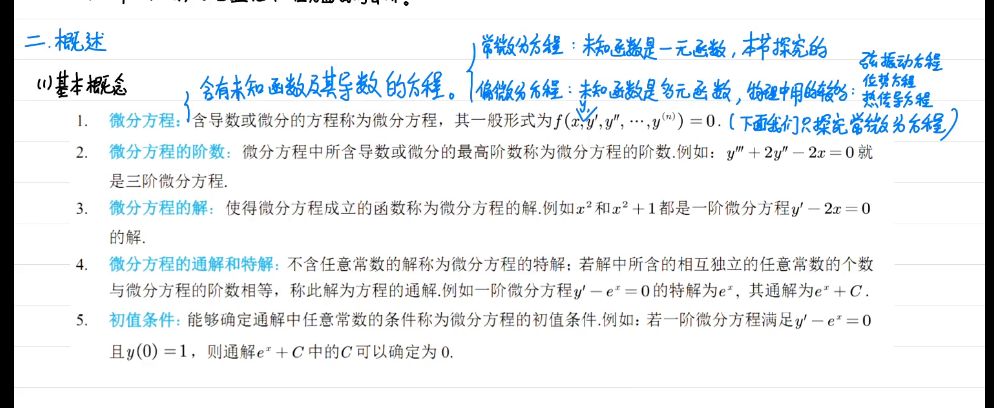 二.概述
常微分方程：未知函数是一元函数，本节探究的
弦振动方程
(1)基本概念
含有未知函数及其导数的方程。
偏微分方程：未知函数是多元函数，物理中用的较多：
位势方程
热传导方程
1. 微分方程：含导数或微分的方程称为微分方程，其一般形式为f(x,y',y'',⋯,y⁽ⁿ⁾)=0.
y
(下面我们只探究常微分方程)
2. 微分方程的阶数：微分方程中所含导数或微分的最高阶数称为微分方程的阶数.例如：y'''+2y''−2x=0就
是三阶微分方程.
3. 微分方程的解：使得微分方程成立的函数称为微分方程的解.例如x²和x²+1都是一阶微分方程y'−2x=0
的解.
4. 微分方程的通解和特解：不含任意常数的解称为微分方程的特解；若解中所含的相互独立的任意常数的个数
与微分方程的阶数相等，称此解为方程的通解.例如一阶微分方程y'−eˣ=0的特解为eˣ，其通解为eˣ+C.
5. 初值条件：能够确定通解中任意常数的条件称为微分方程的初值条件.例如：若一阶微分方程满足y'−eˣ=0
且y(0)=1，则通解eˣ+C中的C可以确定为0.